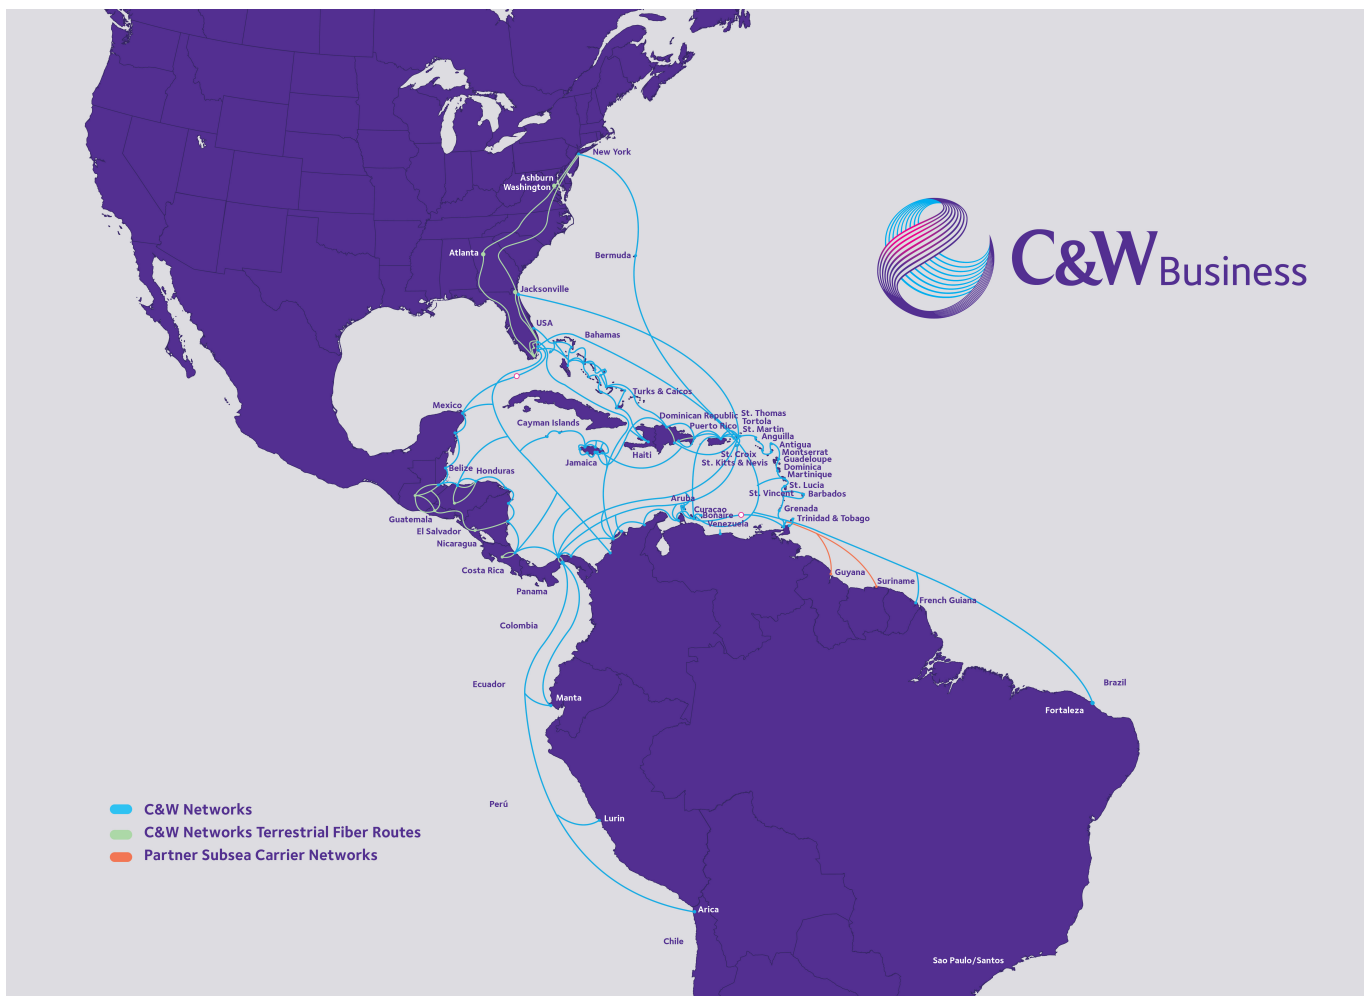 New York
Ashburn
Washington
C&W Business
Atlanta
Bermuda
Jacksonville
USA
Bahamas
Turks & Caicos
Mexico
Dominican Republic
St. Thomas
Cayman Islands
Puerto Rico
Tortola
St. Martin
Anguilla
Antigua
Haiti
St. Croix
Montserrat
Jamaica
St. Kitts & Nevis
Guadeloupe
Belize
Honduras
Dominica
Martinique
St. Lucia
Aruba
St. Vincent
Barbados
Curacao
Grenada
Guatemala
Bonaire
Trinidad & Tobago
El Salvador
Venezuela
Nicaragua
Costa Rica
Guyana
Suriname
Panama
French Guiana
Colombia
Ecuador
Brazil
Manta
Fortaleza
Perú
C&W Networks
Lurin
C&W Networks Terrestrial Fiber Routes
Partner Subsea Carrier Networks
Arica
Chile
Sao Paulo/Santos